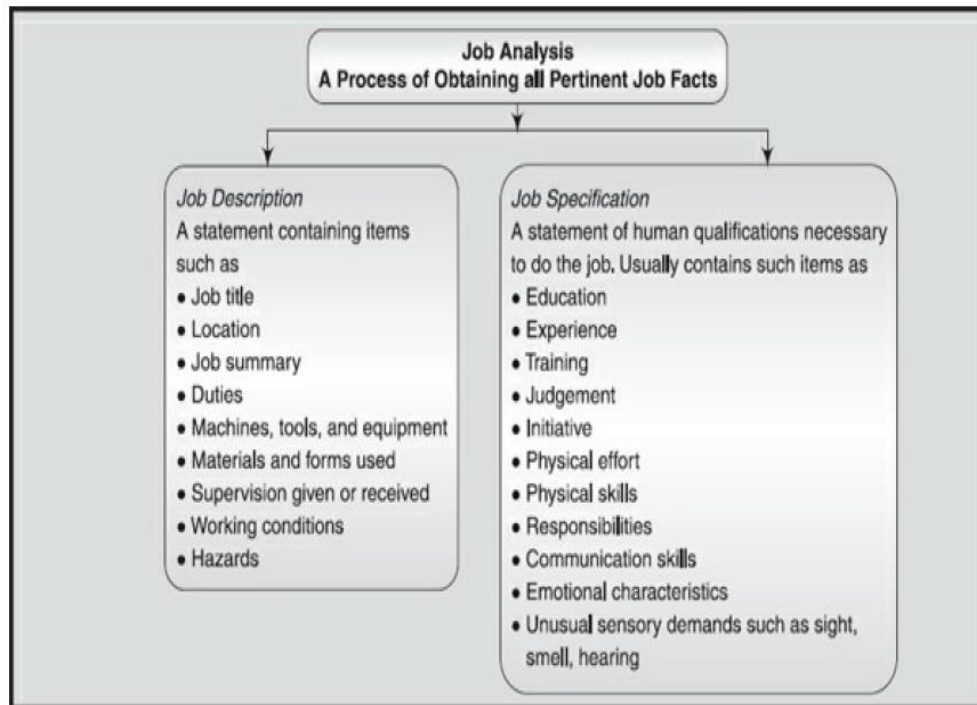 Job Analysis
A Process of Obtaining all Pertinent Job Facts
Job Description
A statement containing items
such as
• Job title
• Location
• Job summary
• Duties
• Machines, tools, and equipment
• Materials and forms used
• Supervision given or received
• Working conditions
• Hazards
Job Specification
A statement of human qualifications necessary
to do the job. Usually contains such items as
• Education
• Experience
• Training
• Judgement
• Initiative
• Physical effort
• Physical skills
• Responsibilities
• Communication skills
• Emotional characteristics
• Unusual sensory demands such as sight,
smell, hearing